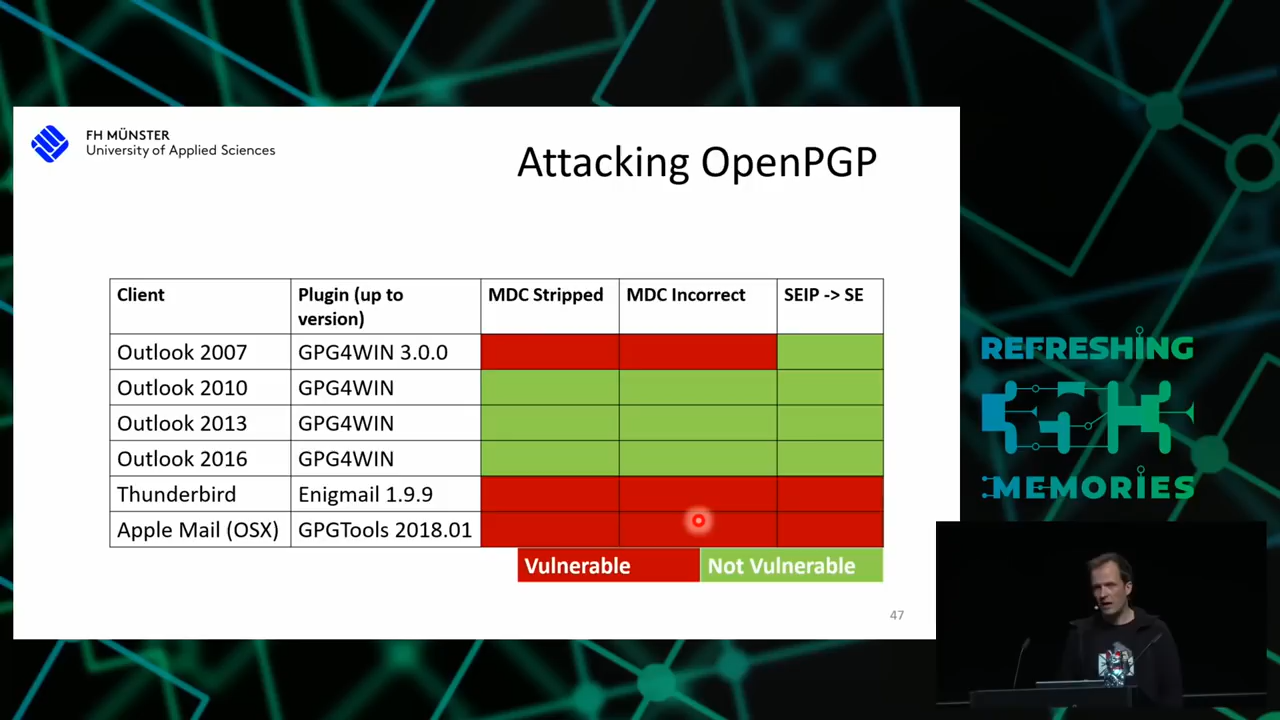 FH MÜNSTER
University of Applied Sciences
Attacking OpenPGP
Client Plugin (up to version) MDC Stripped MDC Incorrect SEIP -> SE
Outlook 2007 GPG4WIN 3.0.0
Outlook 2010 GPG4WIN
Outlook 2013 GPG4WIN
Outlook 2016 GPG4WIN
Thunderbird Enigmail 1.9.9
Apple Mail (OSX) GPGTools 2018.01
Vulnerable Not Vulnerable
47
REFRESHING
35C3
MEMORIES